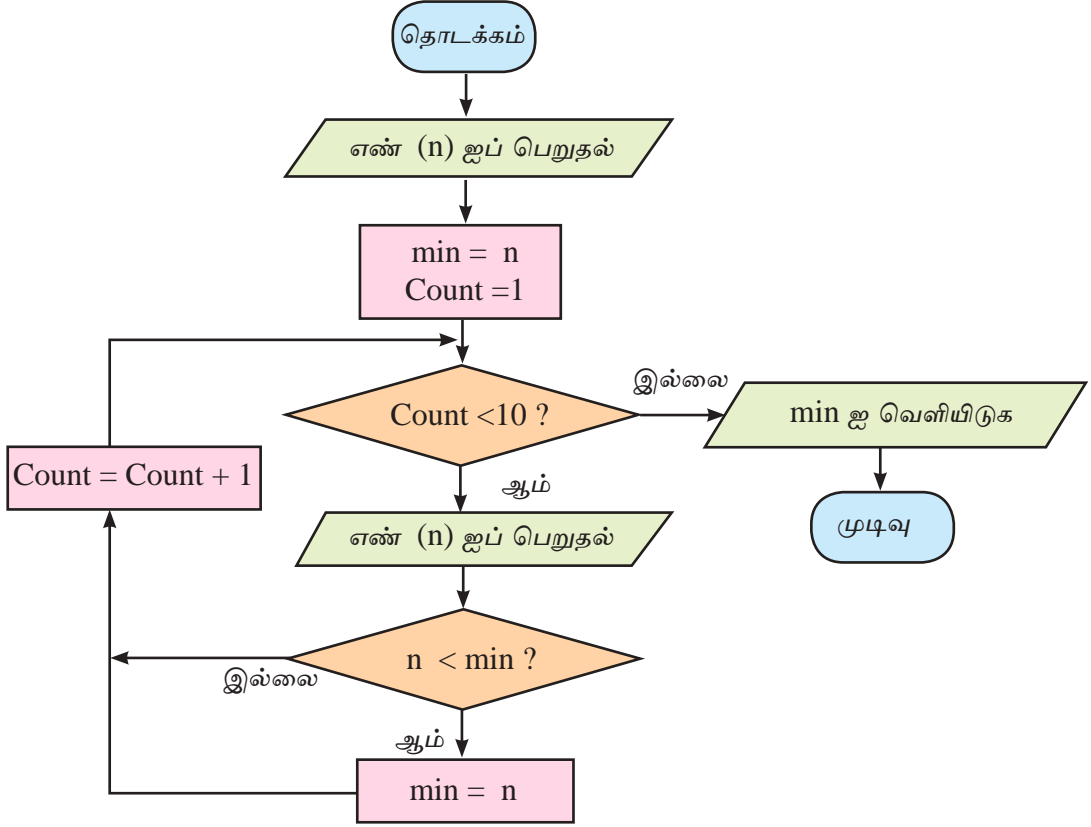 தொடக்கம்
எண் (n) ஐப் பெறுதல்
min = n
Count =1
Count <10 ?
இல்லை
min ஐ வெளியிடுக
முடிவு
ஆம்
எண் (n) ஐப் பெறுதல்
n < min ?
இல்லை
ஆம்
min = n
Count = Count + 1